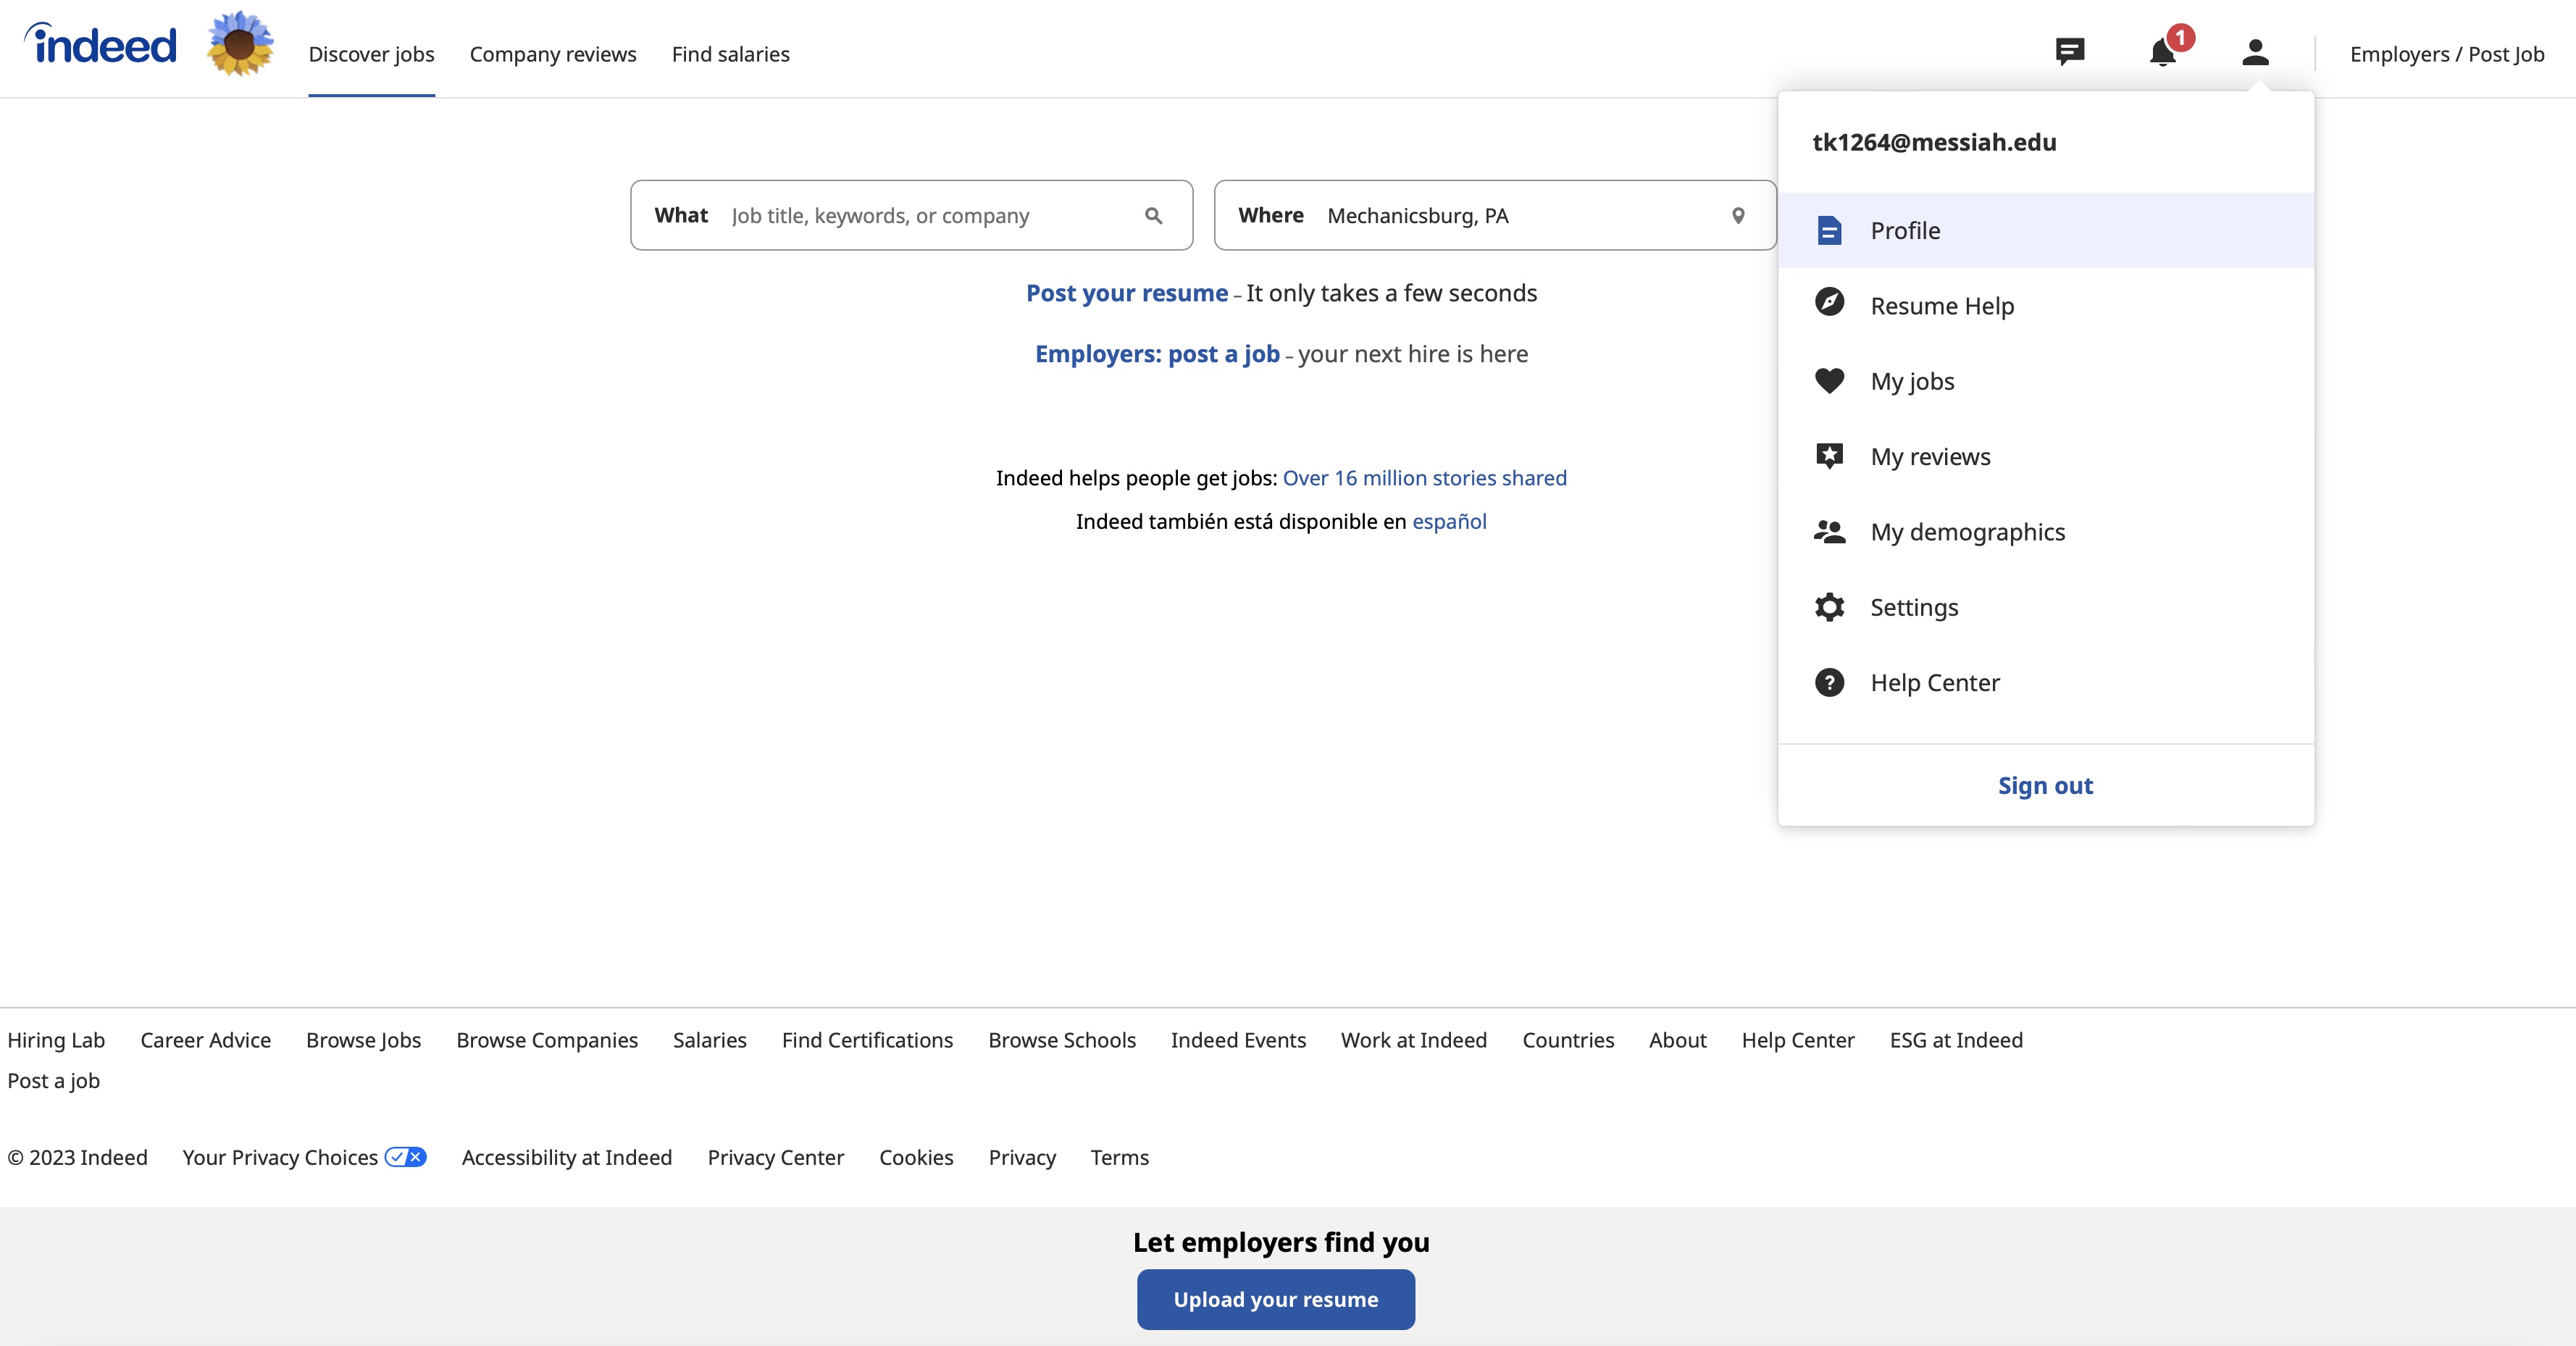 indeed
Discover jobs
Company reviews
Find salaries
1
Employers / Post Job
What Job title, keywords, or company
Where Mechanicsburg, PA
Post your resume – It only takes a few seconds
Employers: post a job – your next hire is here
Indeed helps people get jobs: Over 16 million stories shared
Indeed también está disponible en español
tk1264@messiah.edu
Profile
Resume Help
My jobs
My reviews
My demographics
Settings
Help Center
Sign out
Hiring Lab Career Advice Browse Jobs Browse Companies Salaries Find Certifications Browse Schools Indeed Events Work at Indeed Countries About Help Center ESG at Indeed
Post a job
© 2023 Indeed Your Privacy Choices Accessibility at Indeed Privacy Center Cookies Privacy Terms
Let employers find you
Upload your resume